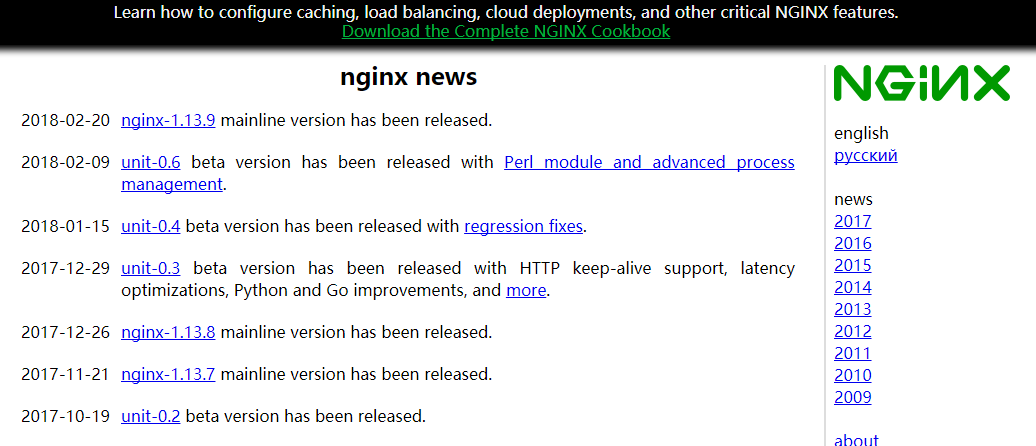 Learn how to configure caching, load balancing, cloud deployments, and other critical NGINX features.
Download the Complete NGINX Cookbook
nginx news
2018-02-20 nginx-1.13.9 mainline version has been released.
2018-02-09 unit-0.6 beta version has been released with Perl module and advanced process
management.
2018-01-15 unit-0.4 beta version has been released with regression fixes.
2017-12-29 unit-0.3 beta version has been released with HTTP keep-alive support, latency
optimizations, Python and Go improvements, and more.
2017-12-26 nginx-1.13.8 mainline version has been released.
2017-11-21 nginx-1.13.7 mainline version has been released.
2017-10-19 unit-0.2 beta version has been released.
NGINX
english
русский
news
2017
2016
2015
2014
2013
2012
2011
2010
2009
about